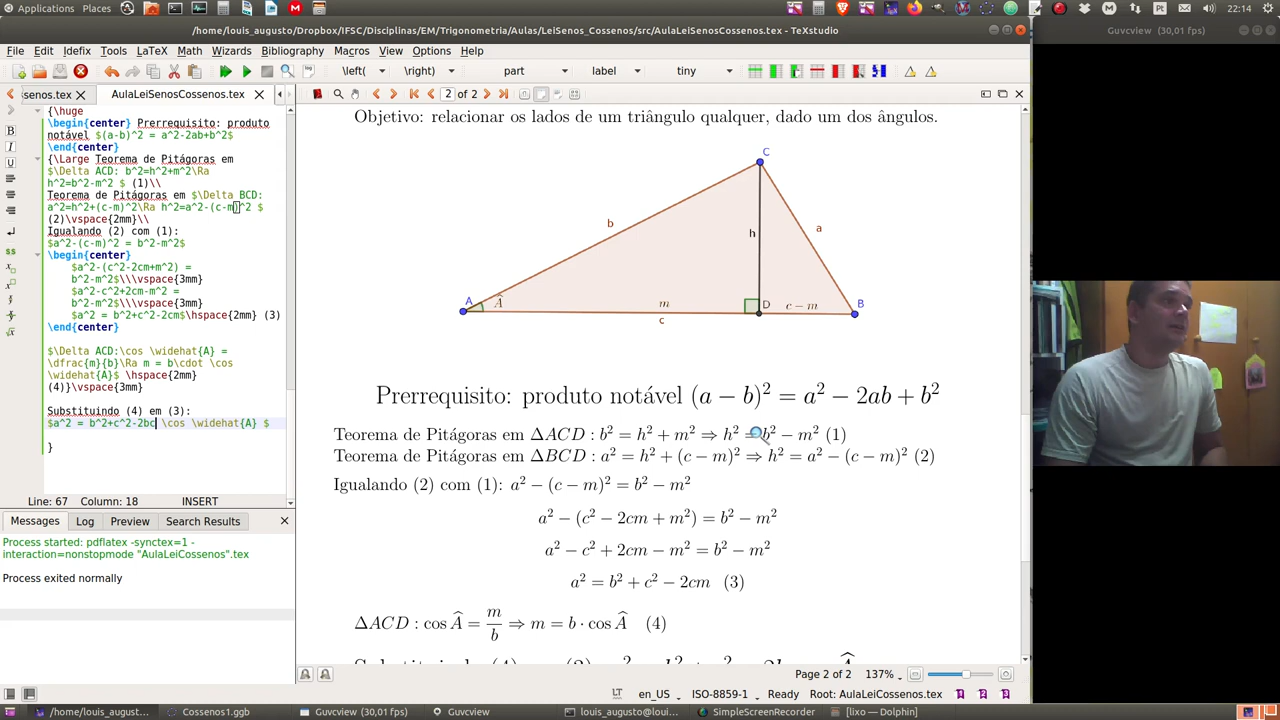 Applications Places Pt 22:14
/home/louis_augusto/Dropbox/IFSC/Disciplinas/EM/Trigonometria/Aulas/LeiSenos_Cossenos/src/AulaLeiSenosCossenos.tex - TeXstudio
Guvcview (30,01 fps)
File Edit Idefix Tools LaTeX Math Wizards Bibliography Macros View Options Help
\left( \right) part label tiny
senos.tex AulaLeiSenosCossenos.tex
2 of 2
{\huge
\begin{center} Prerrequisito: produto
notável $(a-b)^2 = a^2-2ab+b^2$
\end{center}
{\Large Teorema de Pitágoras em
$\Delta ACD: b^2=h^2+m^2\Ra
h^2=b^2-m^2 $ (1)\\
Teorema de Pitágoras em $\Delta BCD:
a^2=h^2+(c-m)^2\Ra h^2=a^2-(c-m)^2 $
(2)\vspace{2mm}\\
Igualando (2) com (1):
$a^2-(c-m)^2 = b^2-m^2$
\begin{center}
$a^2-(c^2-2cm+m^2) =
b^2-m^2$\\\vspace{3mm}
$a^2-c^2+2cm-m^2 =
b^2-m^2$\\\vspace{3mm}
$a^2 = b^2+c^2-2cm$\hspace{2mm} (3)
\end{center}
$\Delta ACD:\cos \widehat{A} =
\dfrac{m}{b}\Ra m = b\cdot \cos
\widehat{A}$ \hspace{2mm}
(4)}\vspace{3mm}
Substituindo (4) em (3):
$a^2 = b^2+c^2-2bc \cos \widehat{A} $
}
Line: 67 Column: 18 INSERT
Messages Log Preview Search Results
Process started: pdflatex -synctex=1 -
interaction=nonstopmode "AulaLeiCossenos".tex
Process exited normally
Objetivo: relacionar os lados de um triângulo qualquer, dado um dos ângulos.
C
b
h
a
A
Â
m
D
c − m
B
c
Prerrequisito: produto notável (a − b)² = a² − 2ab + b²
Teorema de Pitágoras em ΔACD : b² = h² + m² ⇒ h² = b² − m² (1)
Teorema de Pitágoras em ΔBCD : a² = h² + (c − m)² ⇒ h² = a² − (c − m)² (2)
Igualando (2) com (1): a² − (c − m)² = b² − m²
a² − (c² − 2cm + m²) = b² − m²
a² − c² + 2cm − m² = b² − m²
a² = b² + c² − 2cm (3)
ΔACD : cos Â = m/b ⇒ m = b · cos Â (4)
Page 2 of 2 137%
en_US ISO-8859-1 Ready Root: AulaLeiSenosCossenos.tex
/home/louis_augusto... Cossenos1.ggb Guvcview (30,01 fps) Guvcview louis_augusto@loui... SimpleScreenRecorder [lixo — Dolphin]